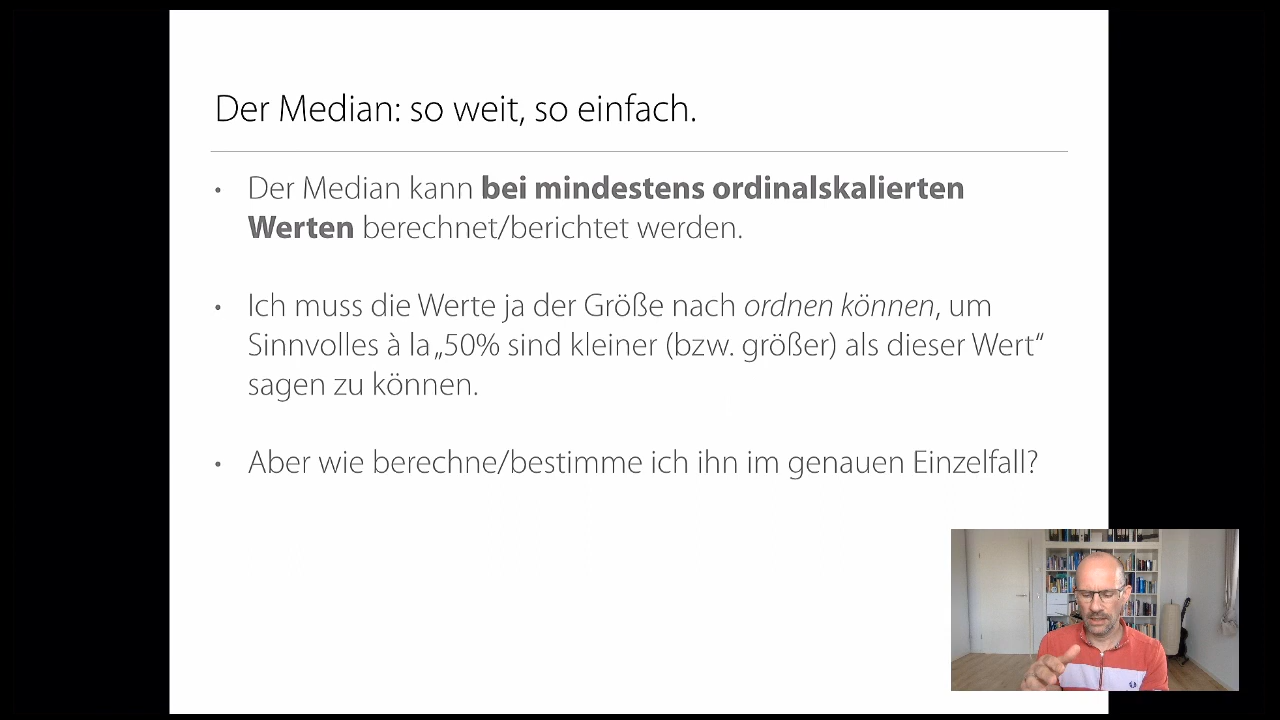 Der Median: so weit, so einfach.
• Der Median kann bei mindestens ordinalskalierten
Werten berechnet/berichtet werden.
• Ich muss die Werte ja der Größe nach ordnen können, um
Sinnvolles à la „50% sind kleiner (bzw. größer) als dieser Wert“
sagen zu können.
• Aber wie berechne/bestimme ich ihn im genauen Einzelfall?